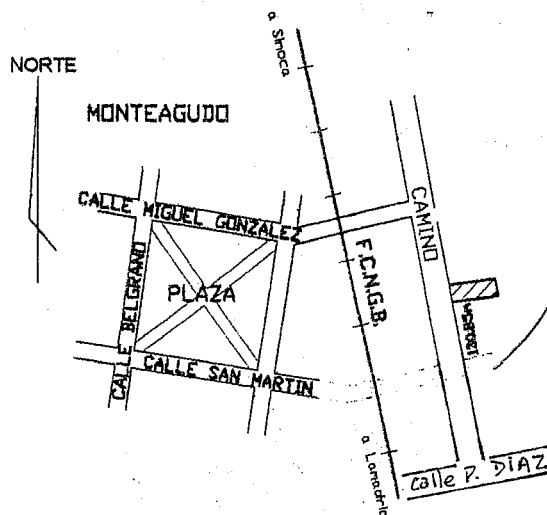 a Simoca
NORTE
MONTEAGUDO
CALLE MIGUEL GONZALEZ
CAMINO
F.C.N.G.B.
PLAZA
CALLE BELGRANO
CALLE SAN MARTIN
a Lamadrid
calle P. DIAZ